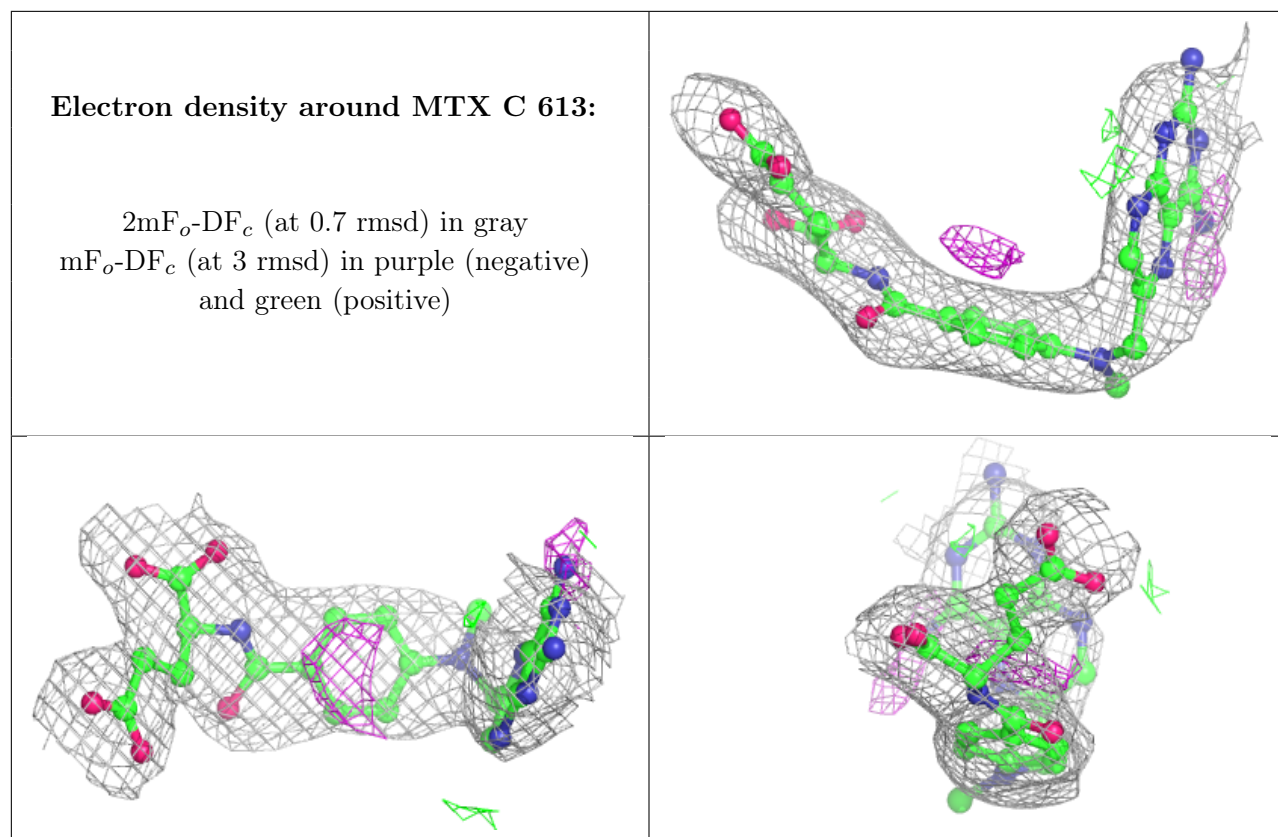 Electron density around MTX C 613:
2mFo-DFc (at 0.7 rmsd) in gray
mFo-DFc (at 3 rmsd) in purple (negative)
and green (positive)